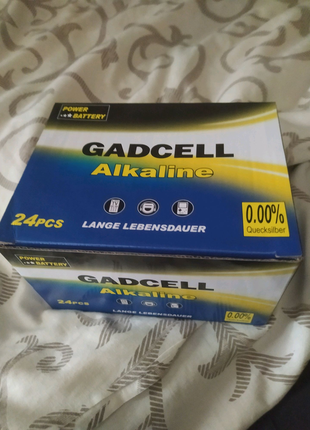 POWER
BATTERY
GADCELL
Alkaline
24PCS
LANGE LEBENSDAUER
0.00%
Quecksilber
POWER
BATTERY
GADCELL
Alkaline
24PCS
LANGE LEBENSDAUER
0.00%